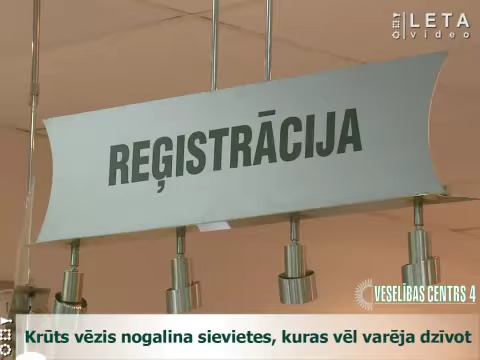 LETA
video
REĢISTRĀCIJA
VESELĪBAS CENTRS 4
Krūts vēzis nogalina sievietes, kuras vēl varēja dzīvot